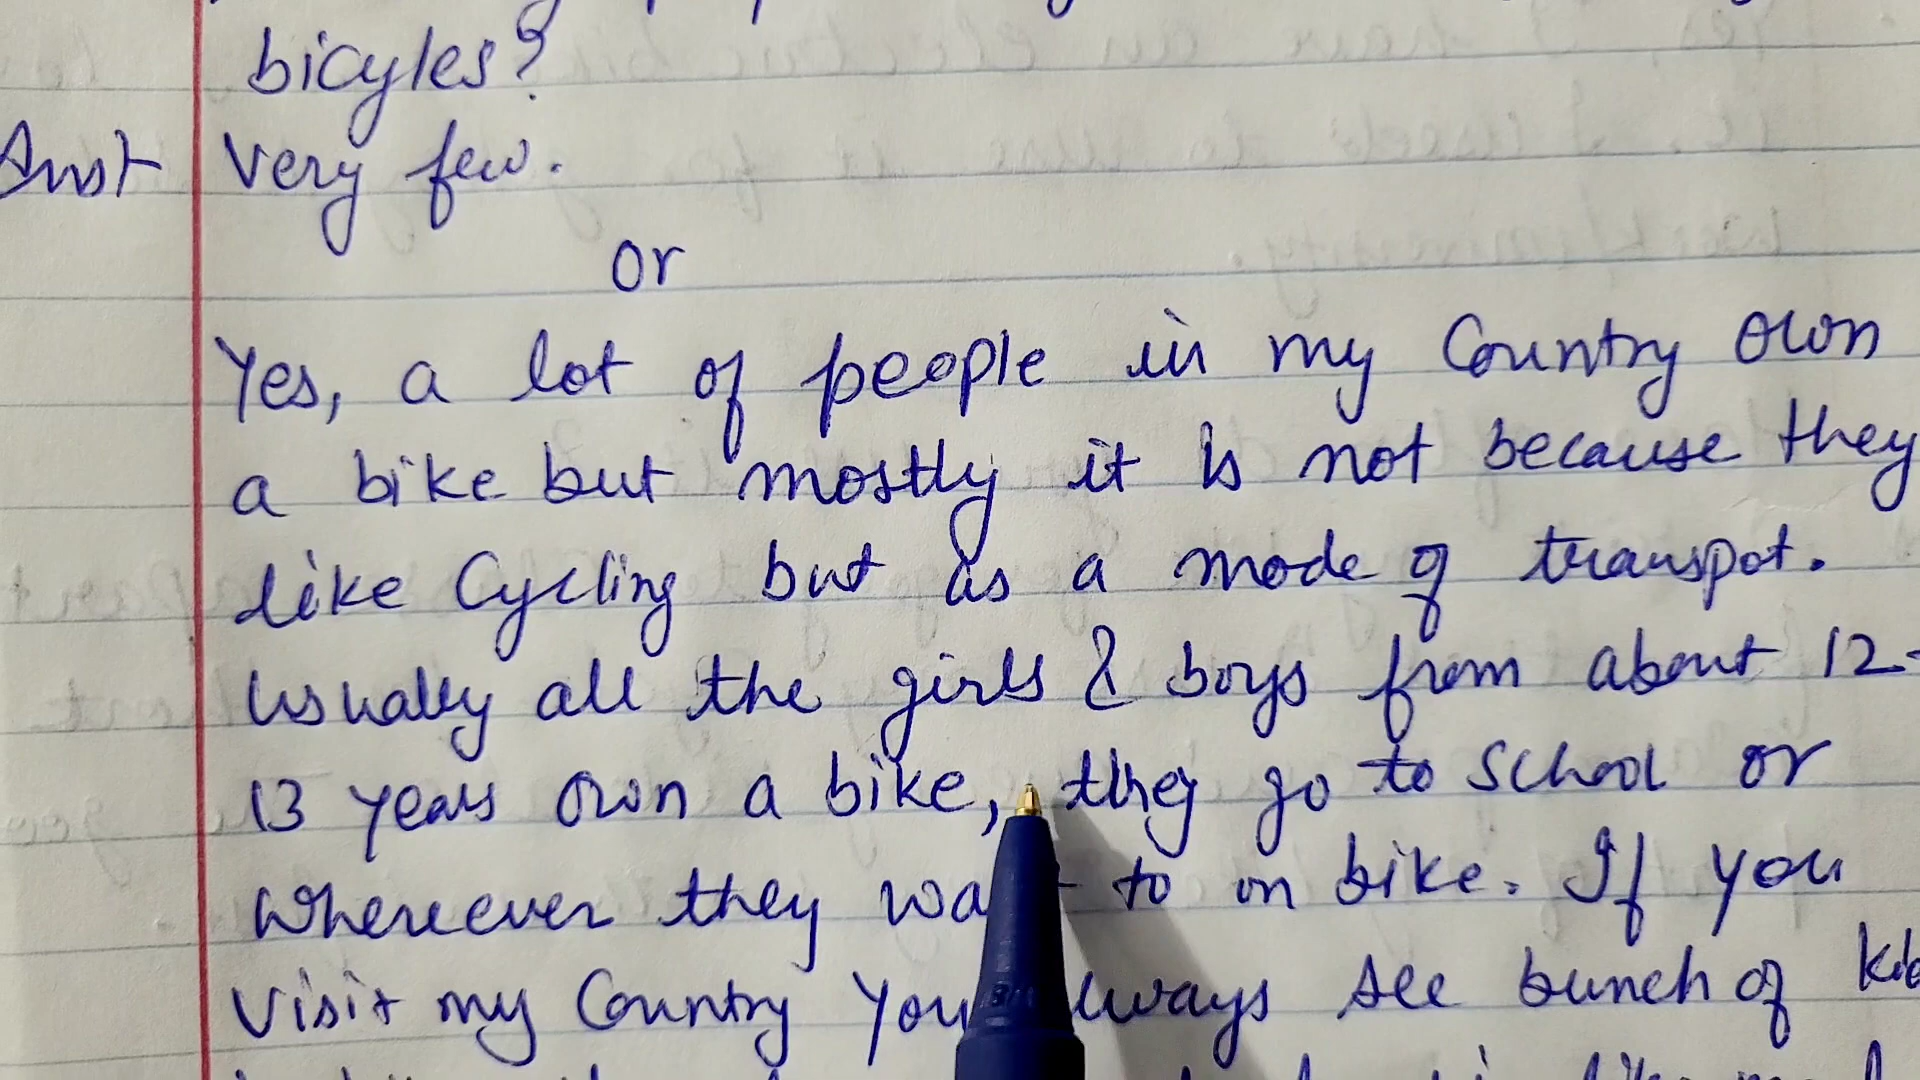 bicyles?
Ans+ Very few.
or
Yes, a lot of people in my Country own
a bike but mostly it is not because they
like Cycling but as a mode of transpot.
Usually all the girls & boys from about 12-
13 years own a bike, they go to School or
whereever they to on bike. If you
visit my Country you see bunch of